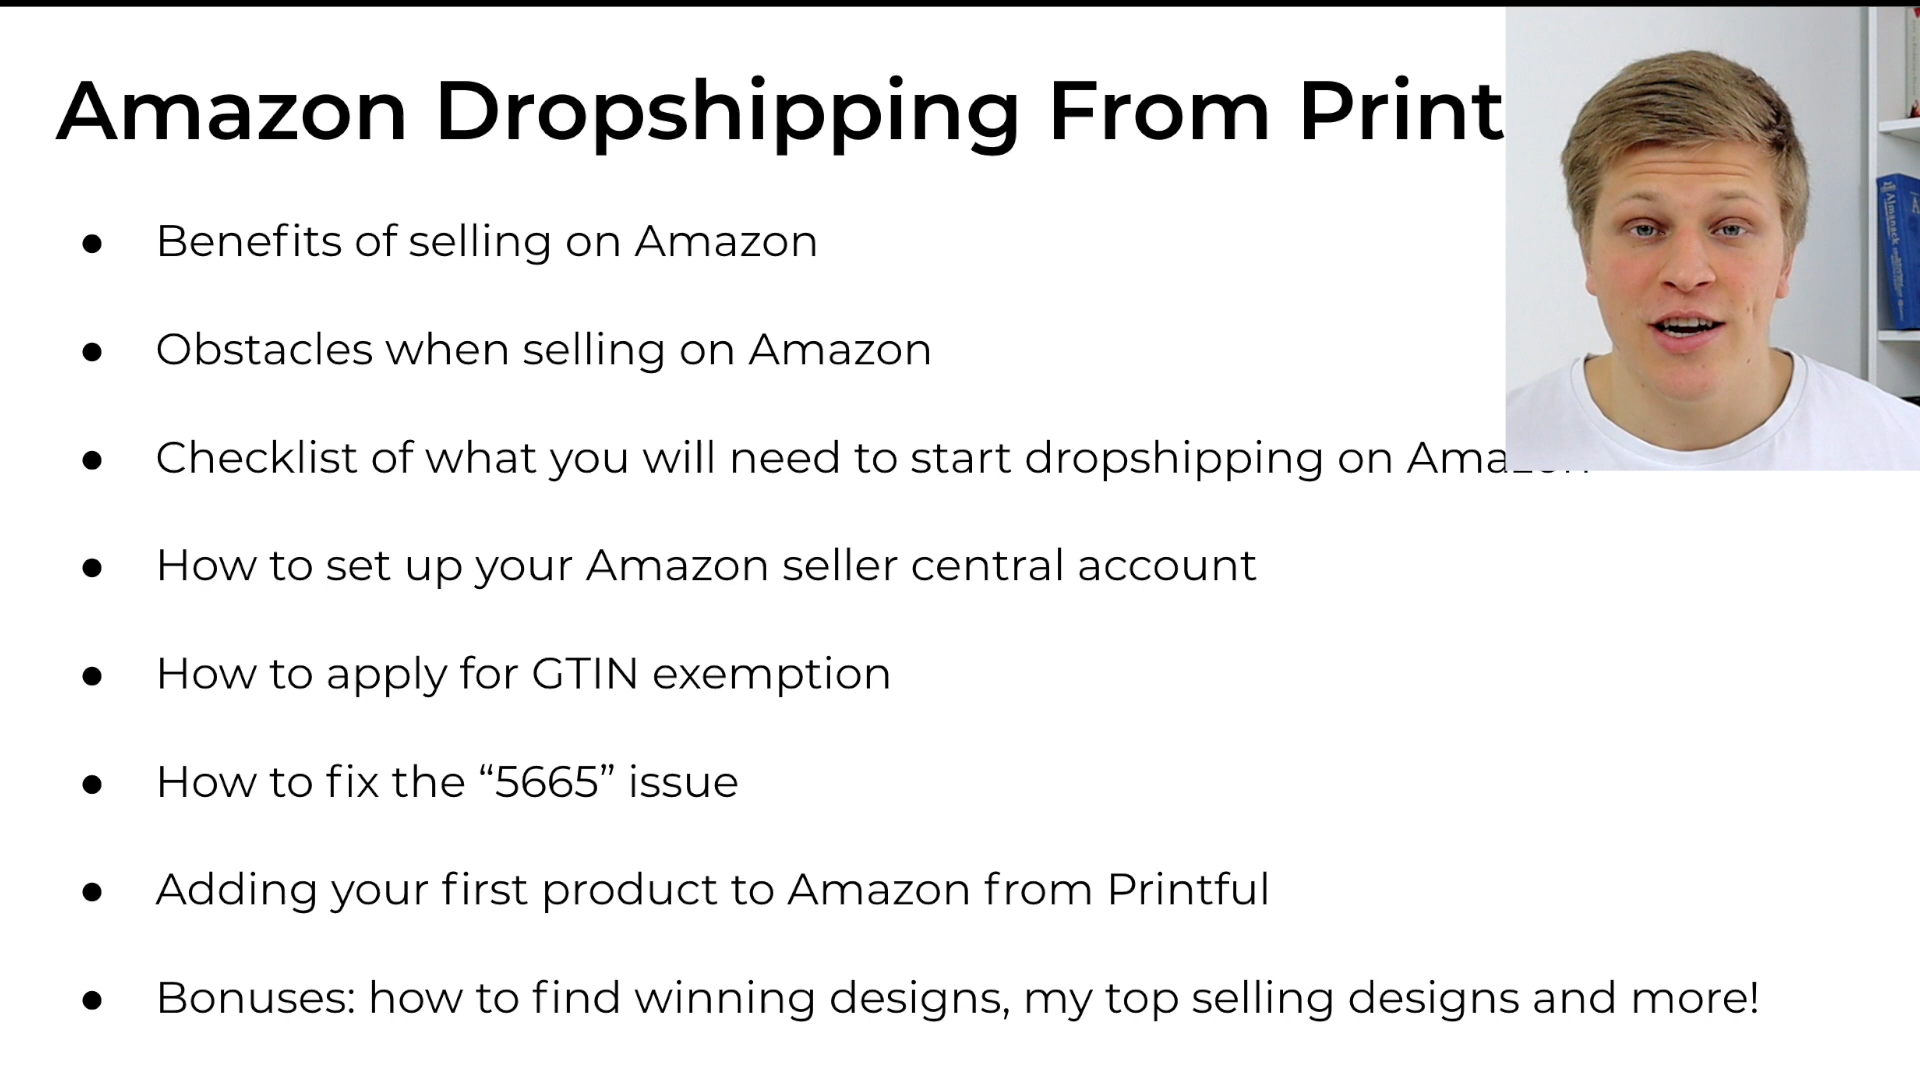 Amazon Dropshipping From Print
● Benefits of selling on Amazon
● Obstacles when selling on Amazon
● Checklist of what you will need to start dropshipping on Amazon
● How to set up your Amazon seller central account
● How to apply for GTIN exemption
● How to fix the “5665” issue
● Adding your first product to Amazon from Printful
● Bonuses: how to find winning designs, my top selling designs and more!
Almanack